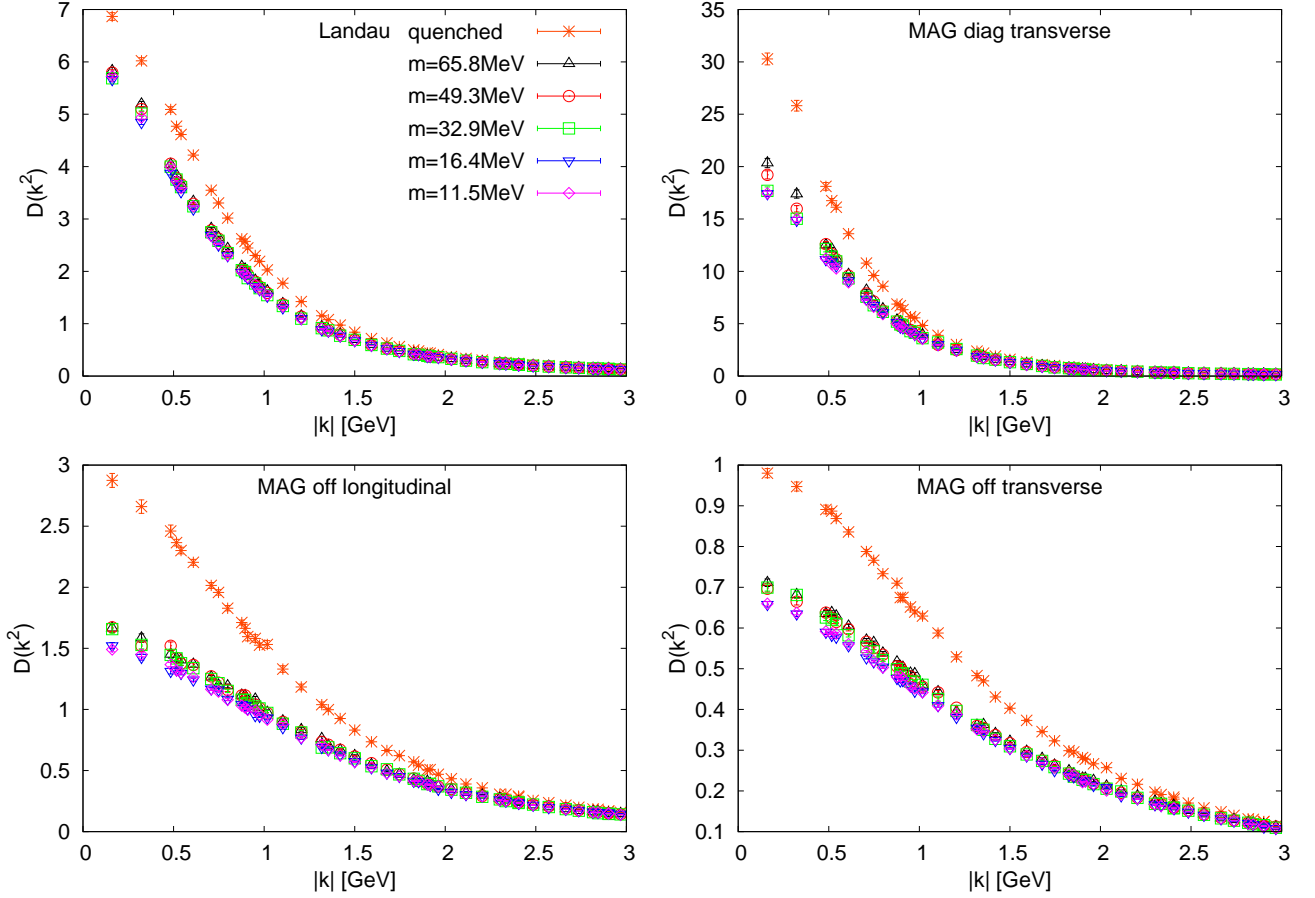 Landau
quenched
m=65.8MeV
m=49.3MeV
m=32.9MeV
m=16.4MeV
m=11.5MeV
D(k²)
7
6
5
4
3
2
1
0
0 0.5 1 1.5 2 2.5 3
|k| [GeV]
MAG diag transverse
D(k²)
35
30
25
20
15
10
5
0
0 0.5 1 1.5 2 2.5 3
|k| [GeV]
MAG off longitudinal
D(k²)
3
2.5
2
1.5
1
0.5
0
0 0.5 1 1.5 2 2.5 3
|k| [GeV]
MAG off transverse
D(k²)
1
0.9
0.8
0.7
0.6
0.5
0.4
0.3
0.2
0.1
0 0.5 1 1.5 2 2.5 3
|k| [GeV]